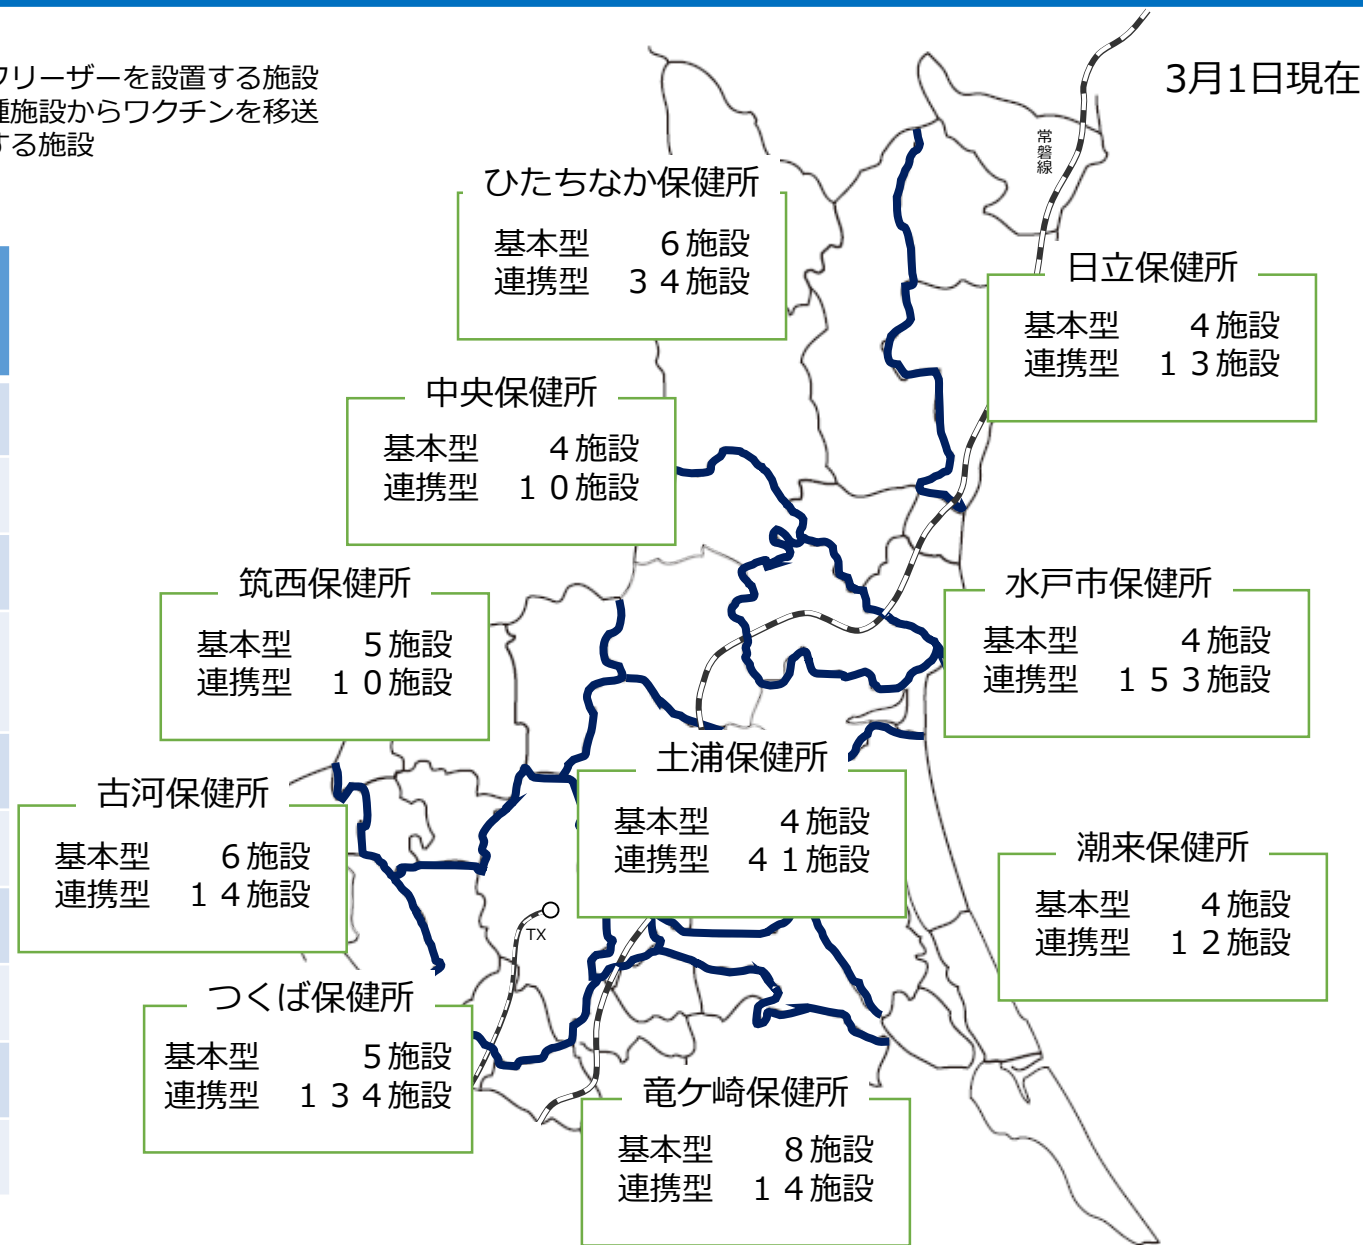 3月1日現在
フリーザーを設置する施設
種施設からワクチンを移送
する施設
常磐線
ひたちなか保健所
基本型 6施設
連携型 34施設
日立保健所
基本型 4施設
連携型 13施設
中央保健所
基本型 4施設
連携型 10施設
筑西保健所
基本型 5施設
連携型 10施設
水戸市保健所
基本型 4施設
連携型 153施設
土浦保健所
基本型 4施設
連携型 41施設
古河保健所
基本型 6施設
連携型 14施設
潮来保健所
基本型 4施設
連携型 12施設
TX
つくば保健所
基本型 5施設
連携型 134施設
竜ケ崎保健所
基本型 8施設
連携型 14施設